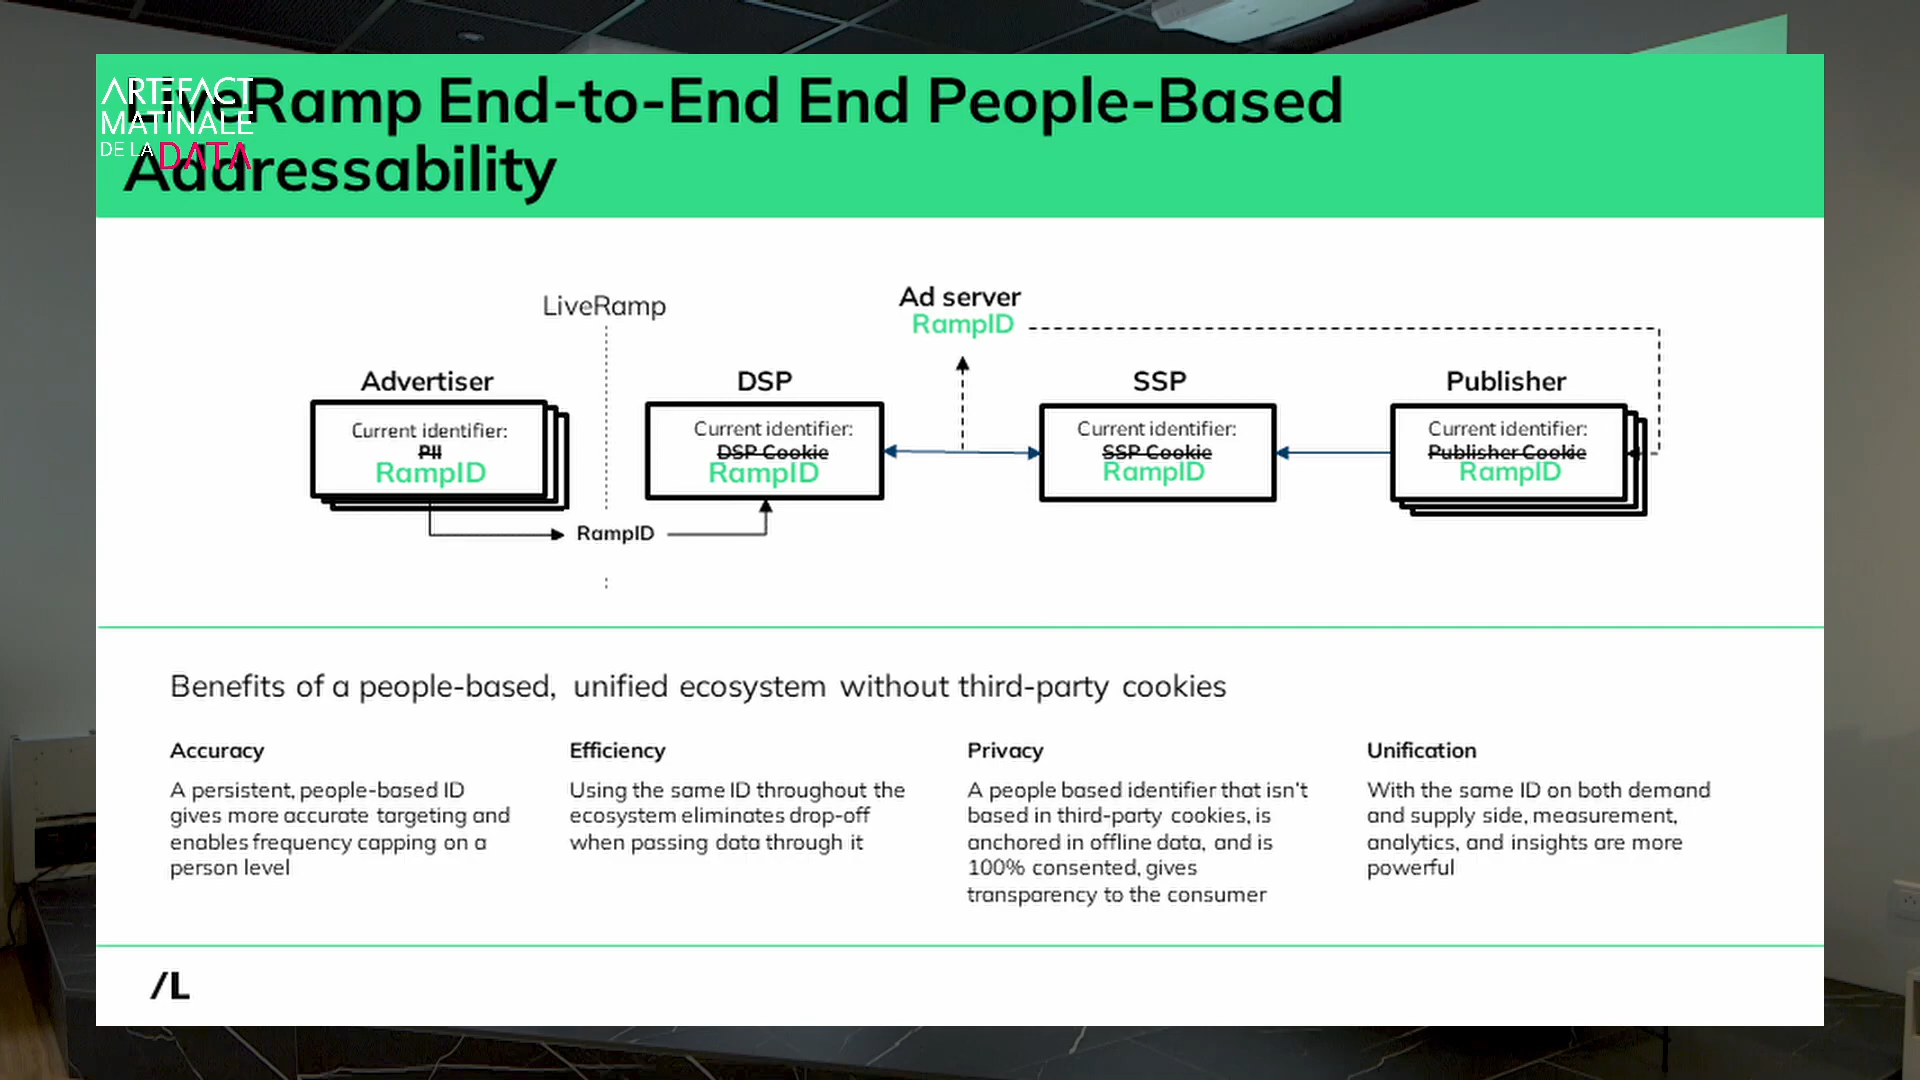 ARTEFACT
MATINALE
DE LA DATA
LiveRamp End-to-End End People-Based
Addressability
LiveRamp
Ad server
RampID
Advertiser
DSP
SSP
Publisher
Current identifier:
PII
RampID
Current identifier:
DSP Cookie
RampID
Current identifier:
SSP Cookie
RampID
Current identifier:
Publisher Cookie
RampID
RampID
Benefits of a people-based, unified ecosystem without third-party cookies
Accuracy
A persistent, people-based ID
gives more accurate targeting and
enables frequency capping on a
person level
Efficiency
Using the same ID throughout the
ecosystem eliminates drop-off
when passing data through it
Privacy
A people based identifier that isn't
based in third-party cookies, is
anchored in offline data, and is
100% consented, gives
transparency to the consumer
Unification
With the same ID on both demand
and supply side, measurement,
analytics, and insights are more
powerful
/L